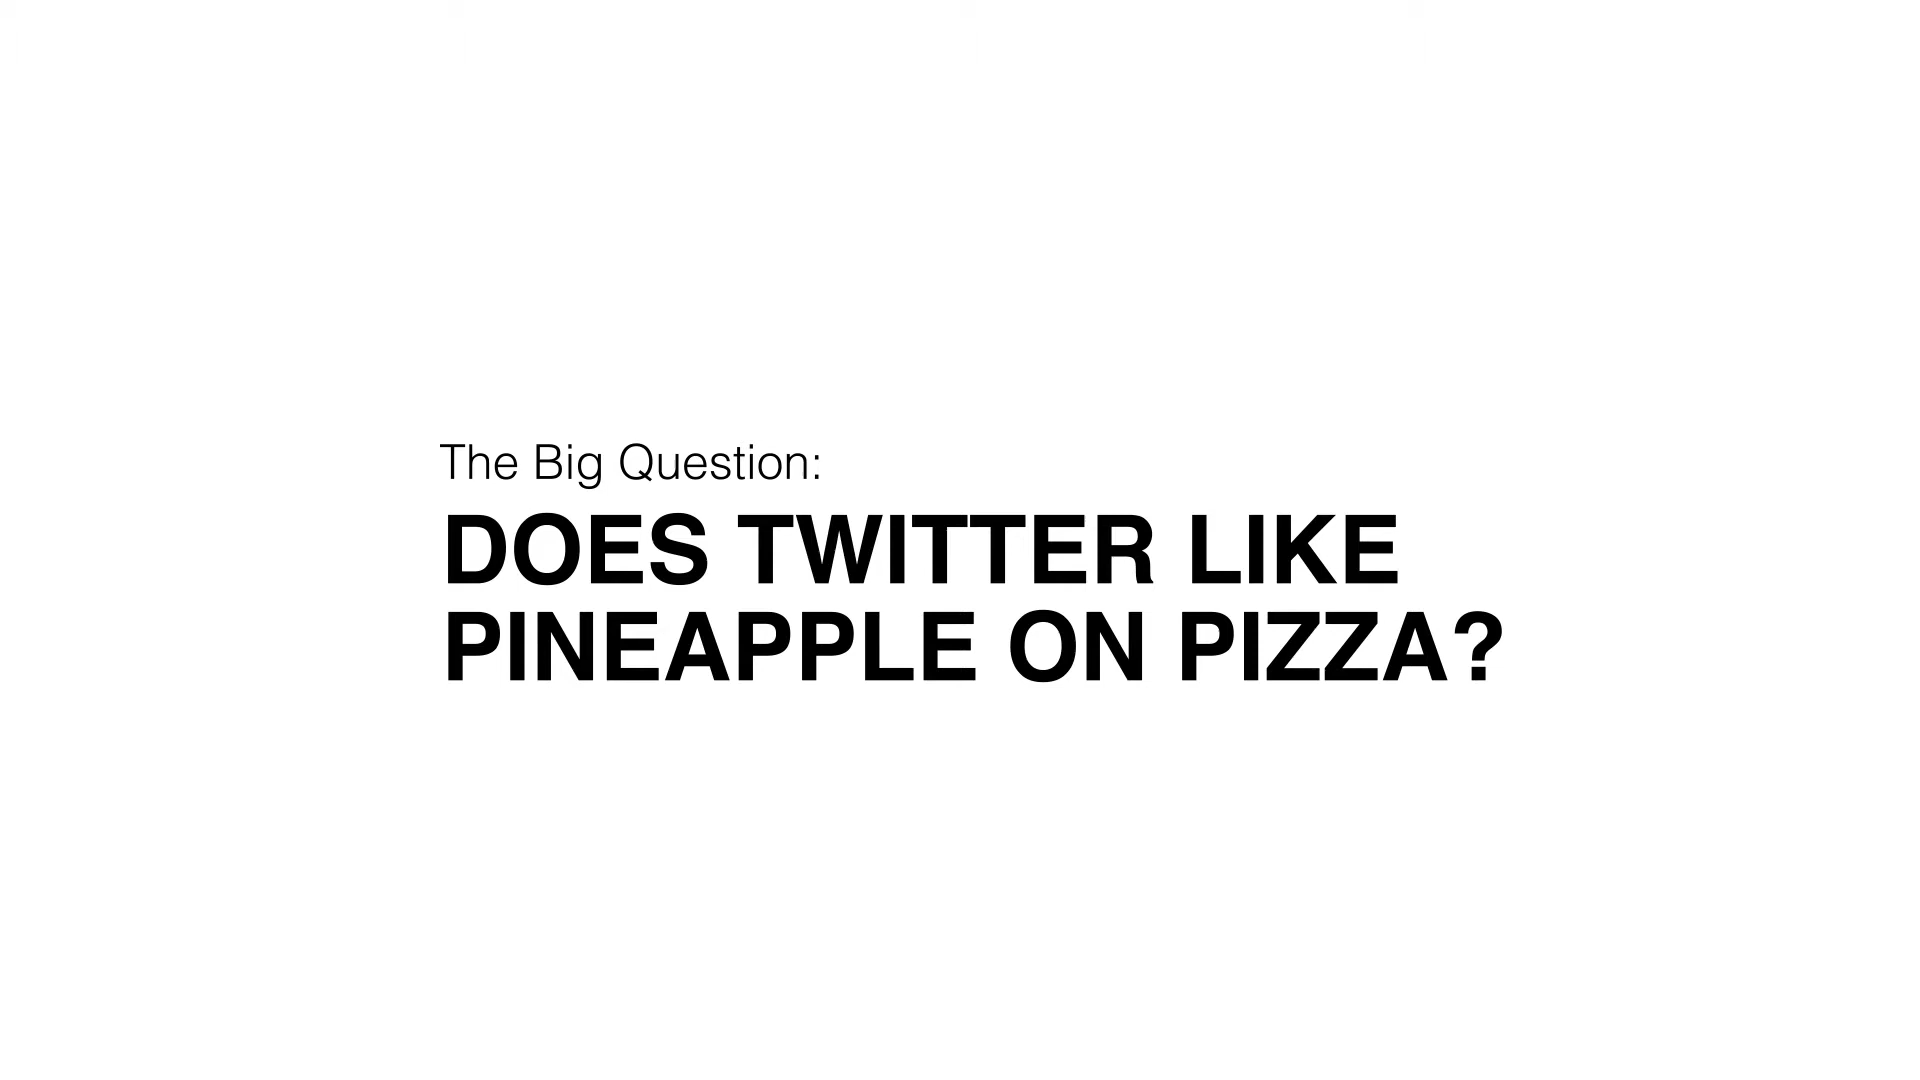 The Big Question:
DOES TWITTER LIKE
PINEAPPLE ON PIZZA?